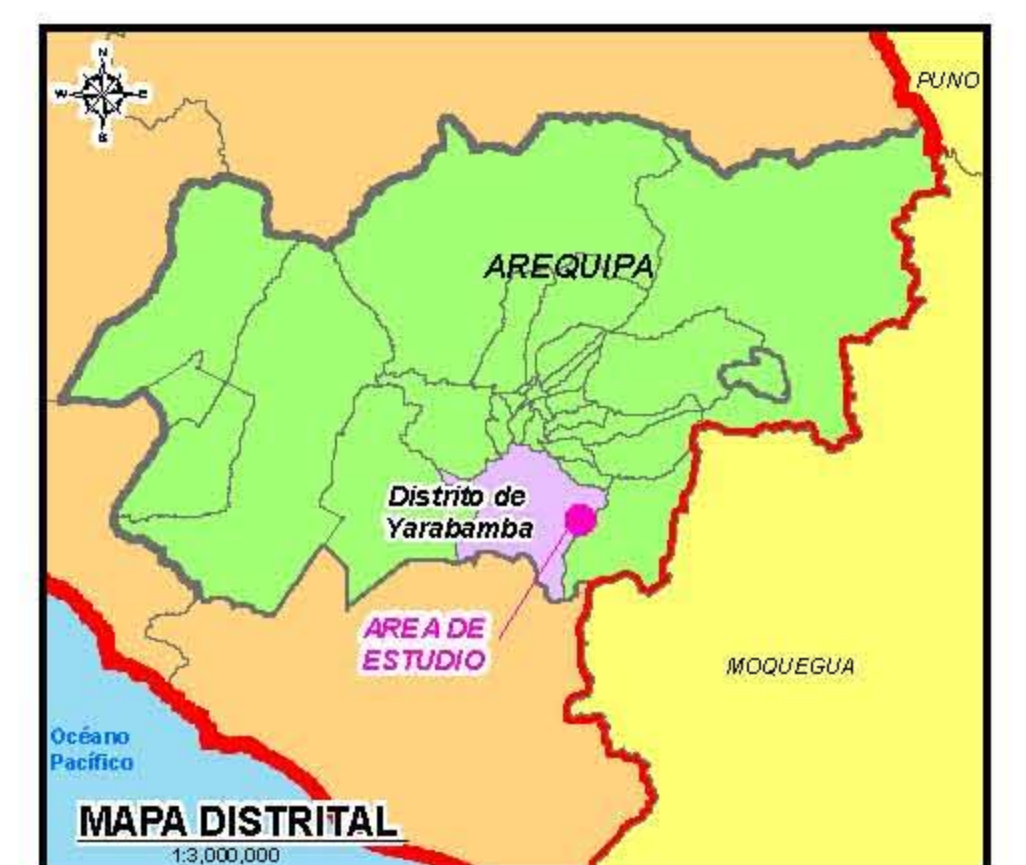 N
W E
S
PUNO
AREQUIPA
Distrito de
Yarabamba
AREA DE
ESTUDIO
MOQUEGUA
Océano
Pacífico
MAPA DISTRITAL
1:3,000,000